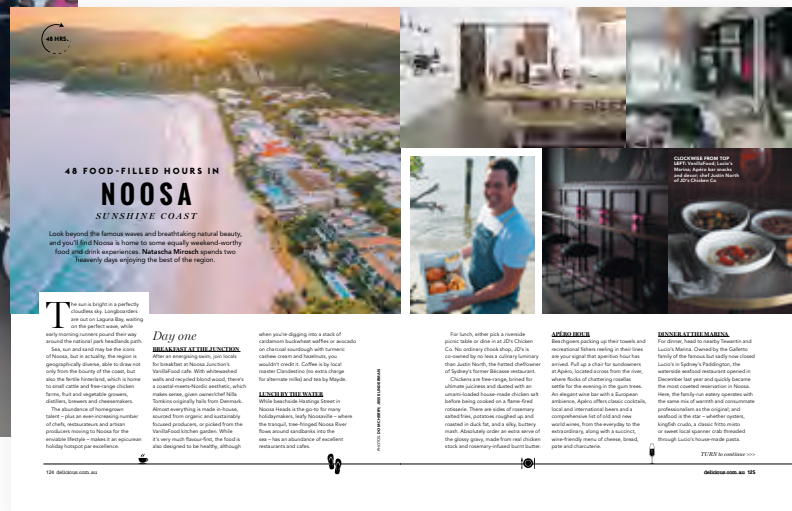 48 HRS.
48 FOOD-FILLED HOURS IN
NOOSA
SUNSHINE COAST
Look beyond the famous waves and breathtaking natural beauty,
and you'll find Noosa is home to some equally weekend-worthy
food and drink experiences. Natascha Mirosch spends two
heavenly days enjoying the best of the region.
CLOCKWISE FROM TOP
LEFT: VanillaFood; Lucio's
Marina; Apéro bar snacks
and decor; chef Justin North
of JD's Chicken Co
The sun is bright in a perfectly
cloudless sky. Longboarders
are out on Laguna Bay, waiting
on the perfect wave, while
early morning runners pound their way
around the national park headlands path.
Sea, sun and sand may be the icons
of Noosa, but in actuality, the region is
geographically diverse, able to draw not
only from the bounty of the coast, but
also the fertile hinterland, which is home
to small cattle and free-range chicken
farms, fruit and vegetable growers,
distillers, brewers and cheesemakers.
The abundance of homegrown
talent – plus an ever-increasing number
of chefs, restaurateurs and artisan
producers moving to Noosa for the
enviable lifestyle – makes it an epicurean
holiday hotspot par excellence.
Day one
BREAKFAST AT THE JUNCTION
After an energising swim, join locals
for breakfast at Noosa Junction's
VanillaFood cafe. With whitewashed
walls and recycled blond wood, there's
a coastal-meets-Nordic aesthetic, which
makes sense, given owner/chef Nilla
Tomkins originally hails from Denmark.
Almost everything is made in-house,
sourced from organic and sustainably
focused producers, or picked from the
VanillaFood kitchen garden. While
it's very much flavour-first, the food is
also designed to be healthy, although
when you're digging into a stack of
cardamom buckwheat waffles or avocado
on charcoal sourdough with turmeric
cashew cream and hazelnuts, you
wouldn't credit it. Coffee is by local
roaster Clandestino (no extra charge
for alternate milks) and tea by Mayde.
LUNCH BY THE WATER
While beachside Hastings Street in
Noosa Heads is the go-to for many
holidaymakers, leafy Noosaville – where
the tranquil, tree-fringed Noosa River
flows around sandbanks into the
sea – has an abundance of excellent
restaurants and cafes.
For lunch, either pick a riverside
picnic table or dine in at JD's Chicken
Co. No ordinary chook shop, JD's is
co-owned by no less a culinary luminary
than Justin North, the hatted chefowner
of Sydney's former Bécasse restaurant.
Chickens are free-range, brined for
ultimate juiciness and dusted with an
umami-loaded house-made chicken salt
before being cooked on a flame-fired
rotisserie. There are sides of rosemary
salted fries, potatoes roughed up and
roasted in duck fat, and a silky, buttery
mash. Absolutely order an extra serve of
the glossy gravy, made from real chicken
stock and rosemary-infused burnt butter.
APÉRO HOUR
Beachgoers packing up their towels and
recreational fishers reeling in their lines
are your signal that aperitivo hour has
arrived. Pull up a chair for sundowners
at Apéro, located across from the river,
where flocks of chattering rosellas
settle for the evening in the gum trees.
An elegant wine bar with a European
ambiance, Apéro offers classic cocktails,
local and international beers and a
comprehensive list of old and new
world wines, from the everyday to the
extraordinary, along with a succinct,
wine-friendly menu of cheese, bread,
pate and charcuterie.
DINNER AT THE MARINA
For dinner, head to nearby Tewantin and
Lucio's Marina. Owned by the Galletto
family of the famous but sadly now closed
Lucio's in Sydney's Paddington, the
waterside seafood restaurant opened in
December last year and quickly became
the most coveted reservation in Noosa.
Here, the family-run eatery operates with
the same mix of warmth and consummate
professionalism as the original, and
seafood is the star – whether oysters,
kingfish crudo, a classic fritto misto
or sweet local spanner crab threaded
through Lucio's house-made pasta.
TURN to continue >>>
124 delicious.com.au
delicious.com.au 125